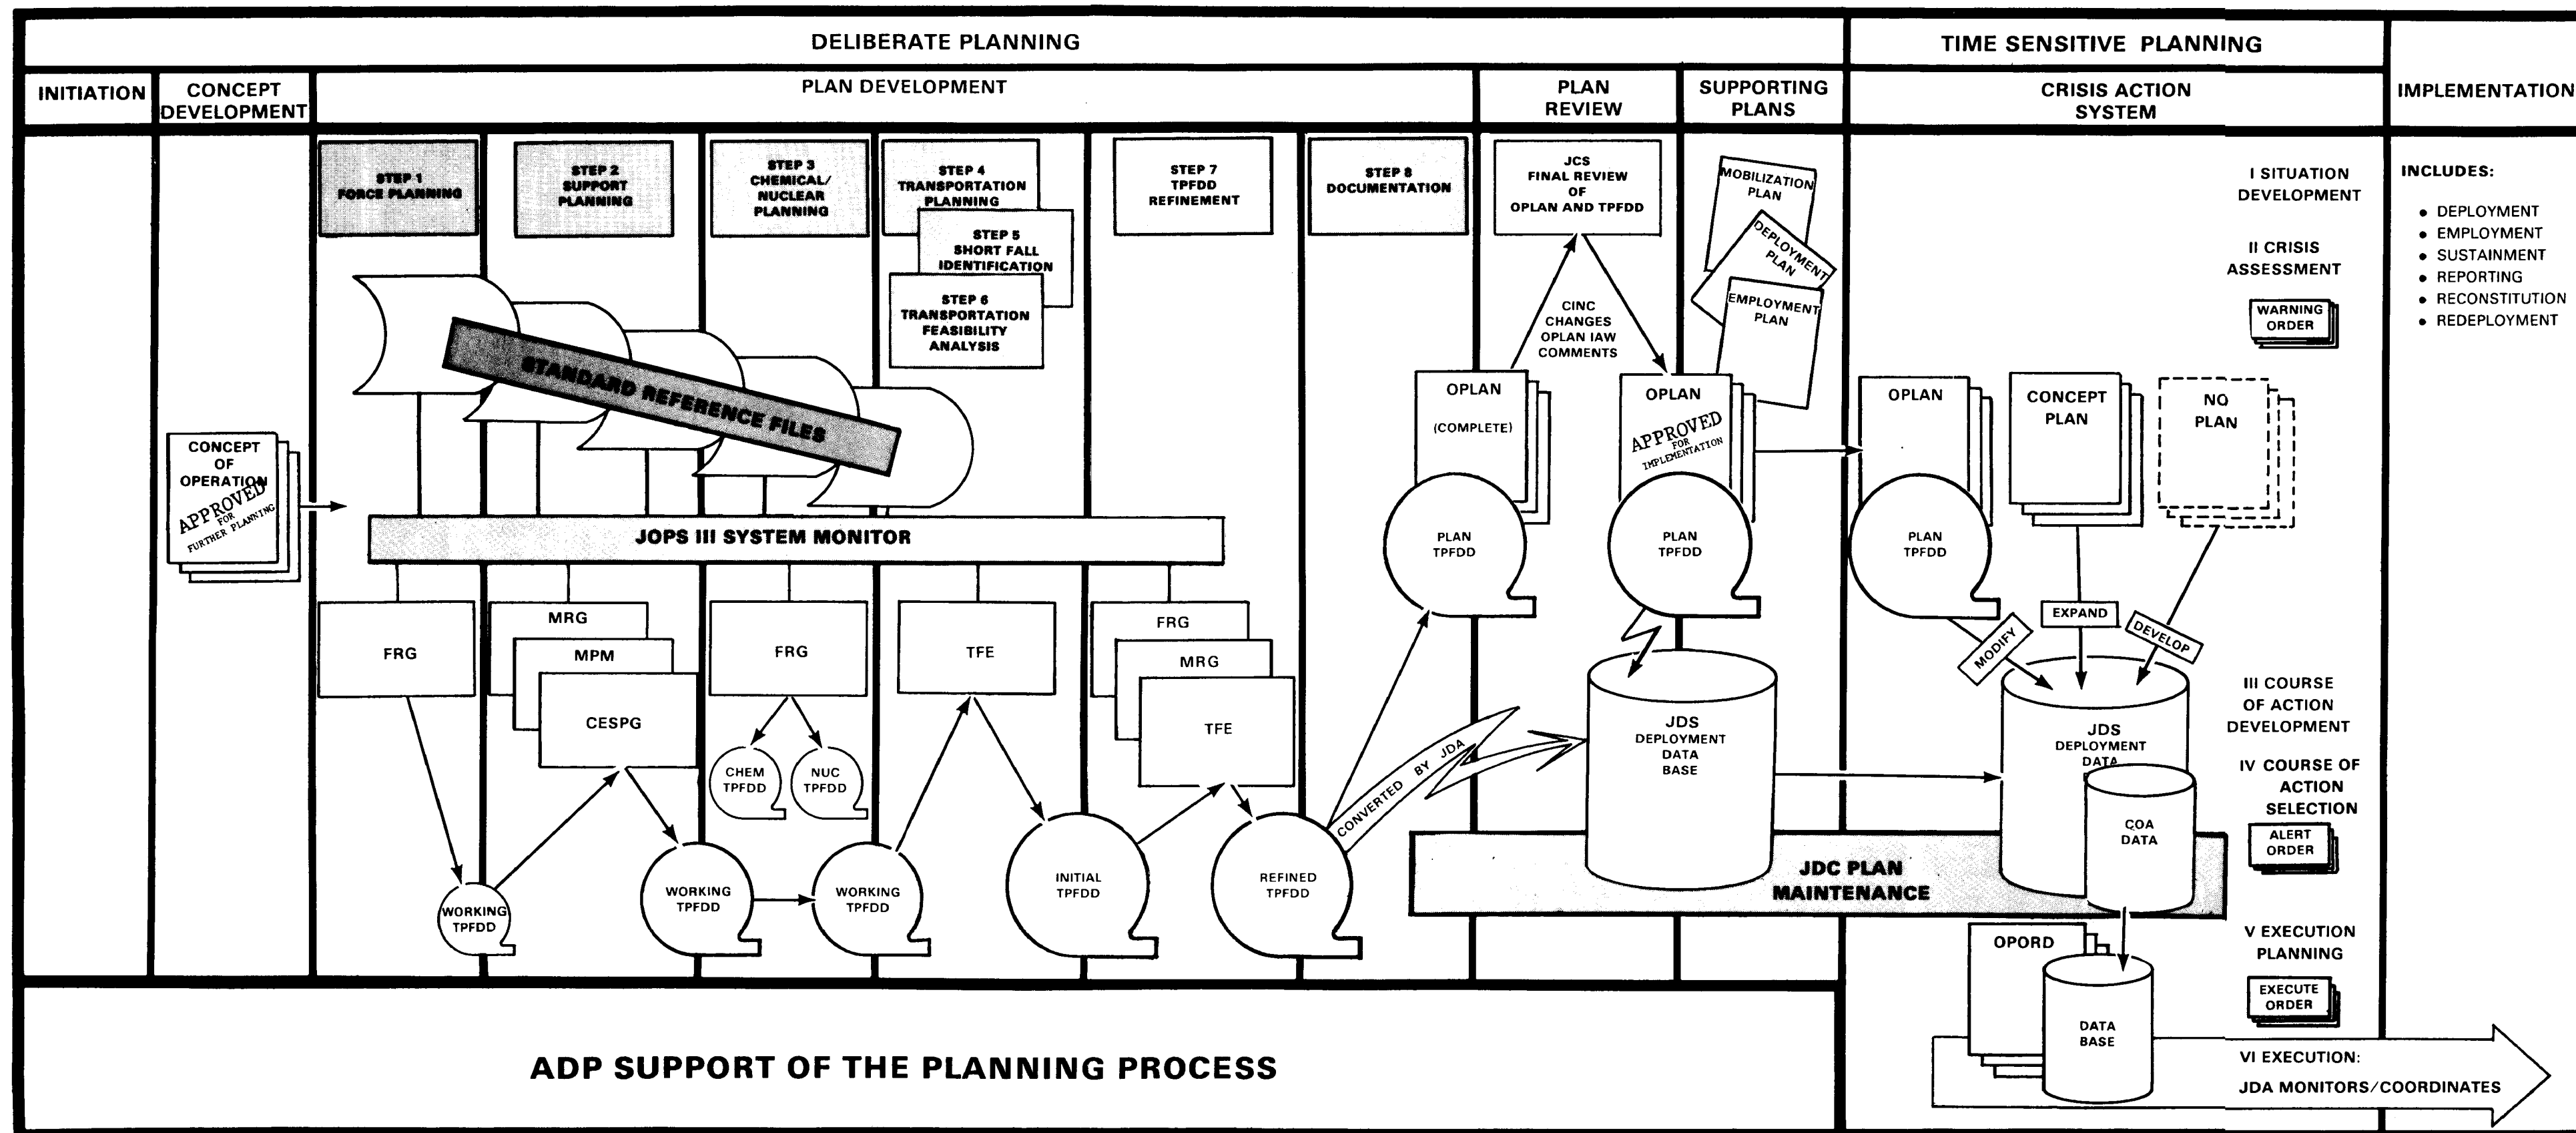 DELIBERATE PLANNING
TIME SENSITIVE PLANNING
INITIATION
CONCEPT
DEVELOPMENT
PLAN DEVELOPMENT
PLAN
REVIEW
SUPPORTING
PLANS
CRISIS ACTION
SYSTEM
IMPLEMENTATION
STEP 1
FORCE PLANNING
STEP 2
SUPPORT
PLANNING
STEP 3
CHEMICAL/
NUCLEAR
PLANNING
STEP 4
TRANSPORTATION
PLANNING
STEP 5
SHORT FALL
IDENTIFICATION
STEP 6
TRANSPORTATION
FEASIBILITY
ANALYSIS
STEP 7
TPFDD
REFINEMENT
STEP 8
DOCUMENTATION
JCS
FINAL REVIEW
OF
OPLAN AND TPFDD
MOBILIZATION
PLAN
DEPLOYMENT
PLAN
EMPLOYMENT
PLAN
CINC
CHANGES
OPLAN IAW
COMMENTS
I SITUATION
DEVELOPMENT
II CRISIS
ASSESSMENT
WARNING
ORDER
INCLUDES:
• DEPLOYMENT
• EMPLOYMENT
• SUSTAINMENT
• REPORTING
• RECONSTITUTION
• REDEPLOYMENT
STANDARD REFERENCE FILES
CONCEPT
OF
OPERATION
APPROVED
FOR
FURTHER PLANNING
JOPS III SYSTEM MONITOR
OPLAN
(COMPLETE)
PLAN
TPFDD
OPLAN
APPROVED
FOR
IMPLEMENTATION
PLAN
TPFDD
OPLAN
PLAN
TPFDD
CONCEPT
PLAN
NO
PLAN
MODIFY
EXPAND
DEVELOP
FRG
MRG
MPM
CESPG
FRG
CHEM
TPFDD
NUC
TPFDD
TFE
FRG
MRG
TFE
WORKING
TPFDD
WORKING
TPFDD
WORKING
TPFDD
INITIAL
TPFDD
REFINED
TPFDD
CONVERTED BY JDA
JDS
DEPLOYMENT
DATA
BASE
JDS
DEPLOYMENT
DATA
COA
DATA
JDC PLAN
MAINTENANCE
III COURSE
OF ACTION
DEVELOPMENT
IV COURSE OF
ACTION
SELECTION
ALERT
ORDER
V EXECUTION
PLANNING
EXECUTE
ORDER
OPORD
DATA
BASE
VI EXECUTION:
JDA MONITORS/COORDINATES
ADP SUPPORT OF THE PLANNING PROCESS